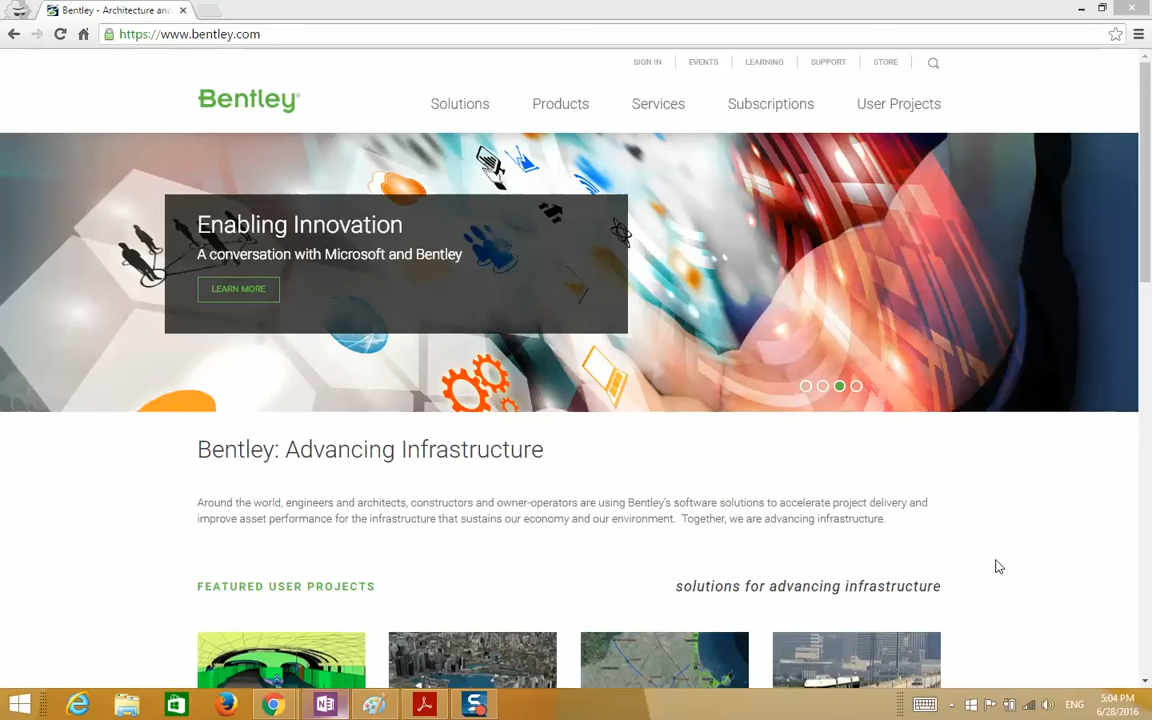 Bentley - Architecture and
https://www.bentley.com
SIGN IN
EVENTS
LEARNING
SUPPORT
STORE
Bentley®
Solutions
Products
Services
Subscriptions
User Projects
Enabling Innovation
A conversation with Microsoft and Bentley
LEARN MORE
Bentley: Advancing Infrastructure
Around the world, engineers and architects, constructors and owner-operators are using Bentley's software solutions to accelerate project delivery and
improve asset performance for the infrastructure that sustains our economy and our environment. Together, we are advancing infrastructure.
FEATURED USER PROJECTS
solutions for advancing infrastructure
ENG
5:04 PM
6/28/2016